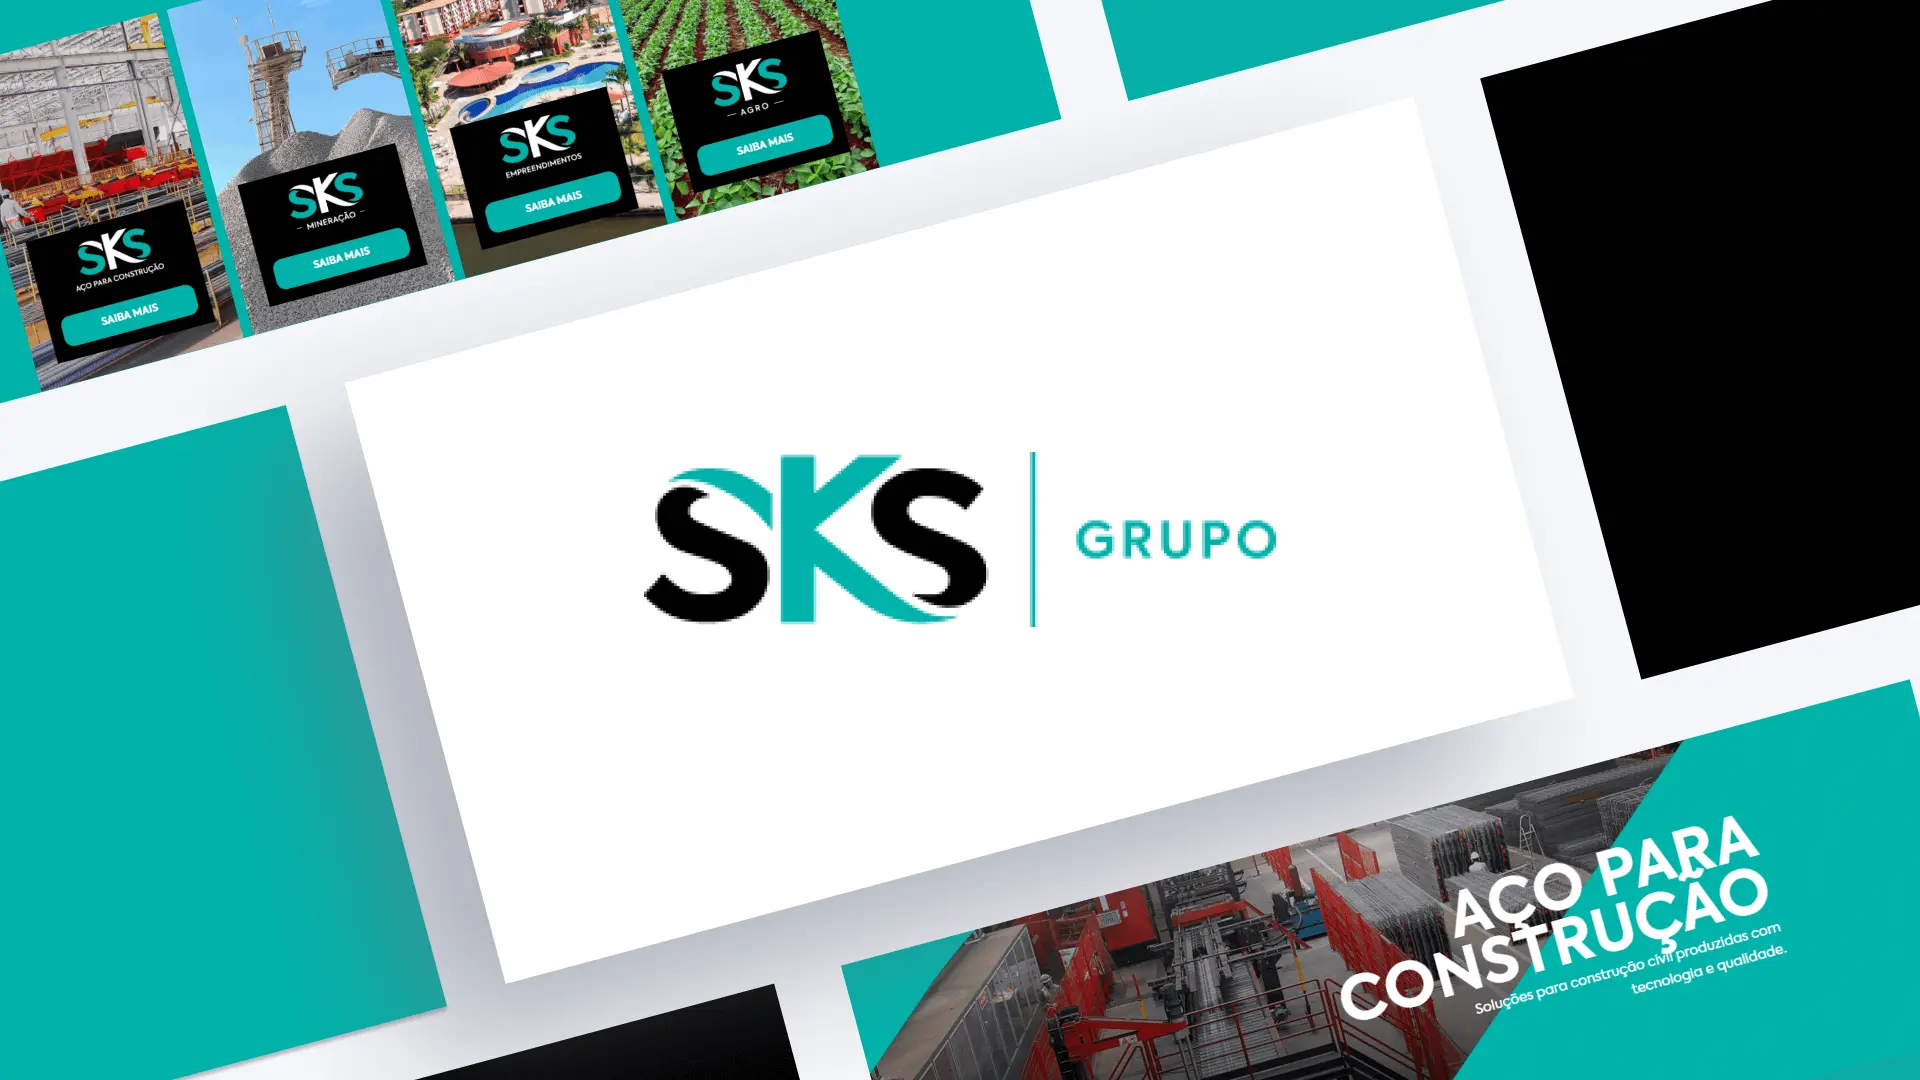 SKS
AGRO
SAIBA MAIS
SKS
EMPREENDIMENTOS
SAIBA MAIS
SKS
MINERAÇÃO
SAIBA MAIS
SKS
AÇO PARA CONSTRUÇÃO
SAIBA MAIS
SKS
GRUPO
AÇO PARA
CONSTRUÇÃO
Soluções para construção civil produzidas com
tecnologia e qualidade.